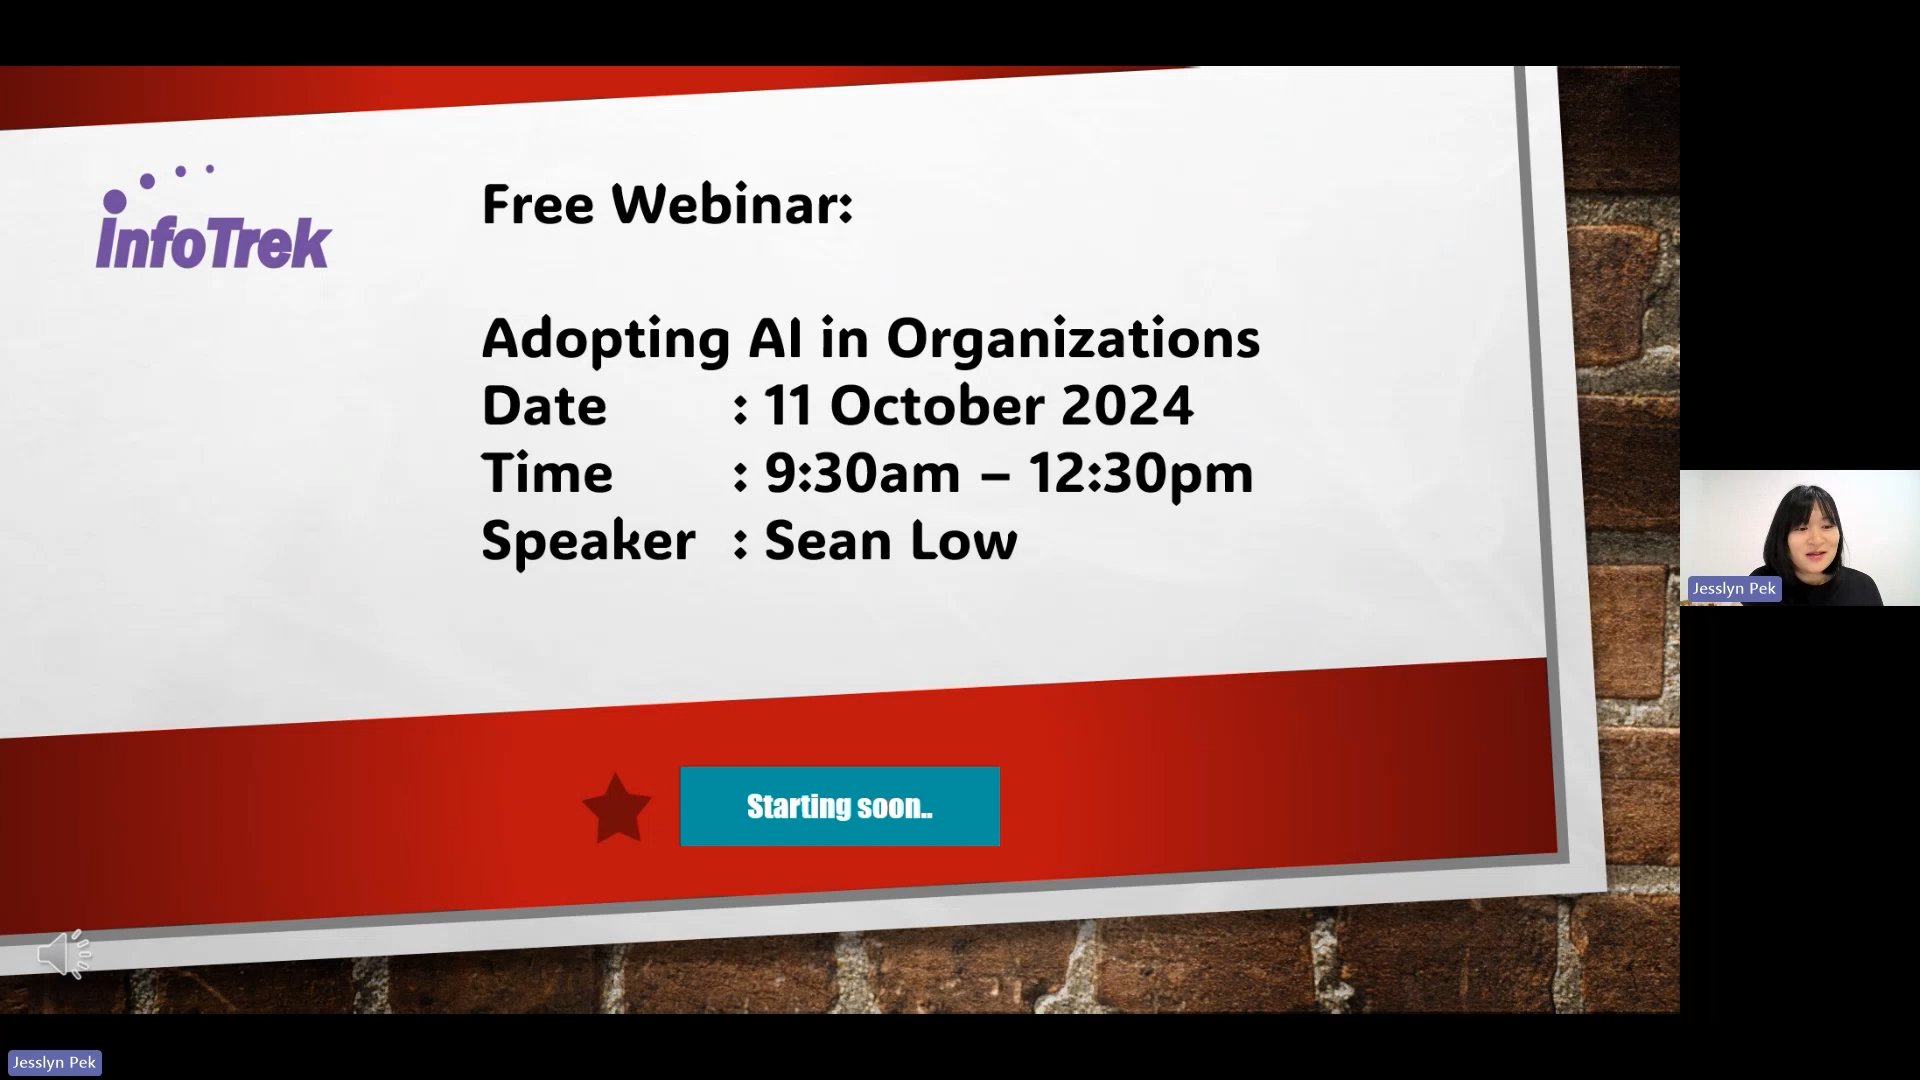 infoTrek
Free Webinar:
Adopting AI in Organizations
Date : 11 October 2024
Time : 9:30am – 12:30pm
Speaker : Sean Low
Starting soon..
Jesslyn Pek
Jesslyn Pek